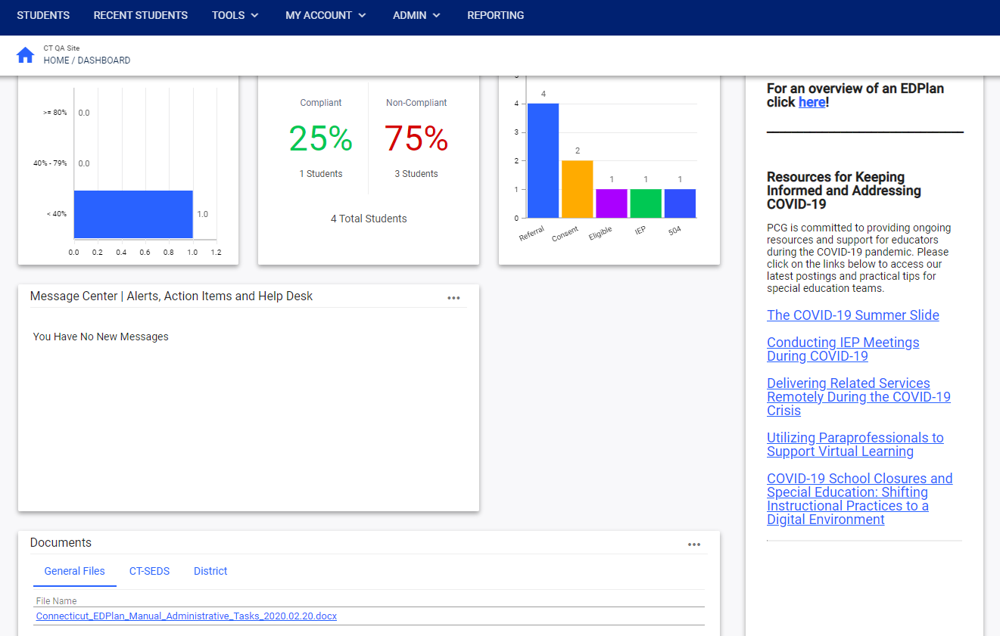 STUDENTS RECENT STUDENTS TOOLS MY ACCOUNT ADMIN REPORTING
CT QA Site
HOME / DASHBOARD
>= 80% 0.0
40% - 79% 0.0
< 40% 1.0
0.0 0.2 0.4 0.6 0.8 1.0 1.2
Compliant Non-Compliant
25% 75%
1 Students 3 Students
4 Total Students
4
4
3
2
2
1 1 1
1
0
Referral Consent Eligible IEP 504
For an overview of an EDPlan
click here!
Resources for Keeping
Informed and Addressing
COVID-19
PCG is committed to providing ongoing
resources and support for educators
during the COVID-19 pandemic. Please
click on the links below to access our
latest postings and practical tips for
special education teams.
The COVID-19 Summer Slide
Conducting IEP Meetings
During COVID-19
Delivering Related Services
Remotely During the COVID-19
Crisis
Utilizing Paraprofessionals to
Support Virtual Learning
COVID-19 School Closures and
Special Education: Shifting
Instructional Practices to a
Digital Environment
Message Center | Alerts, Action Items and Help Desk
You Have No New Messages
Documents
General Files CT-SEDS District
File Name
Connecticut_EDPlan_Manual_Administrative_Tasks_2020.02.20.docx